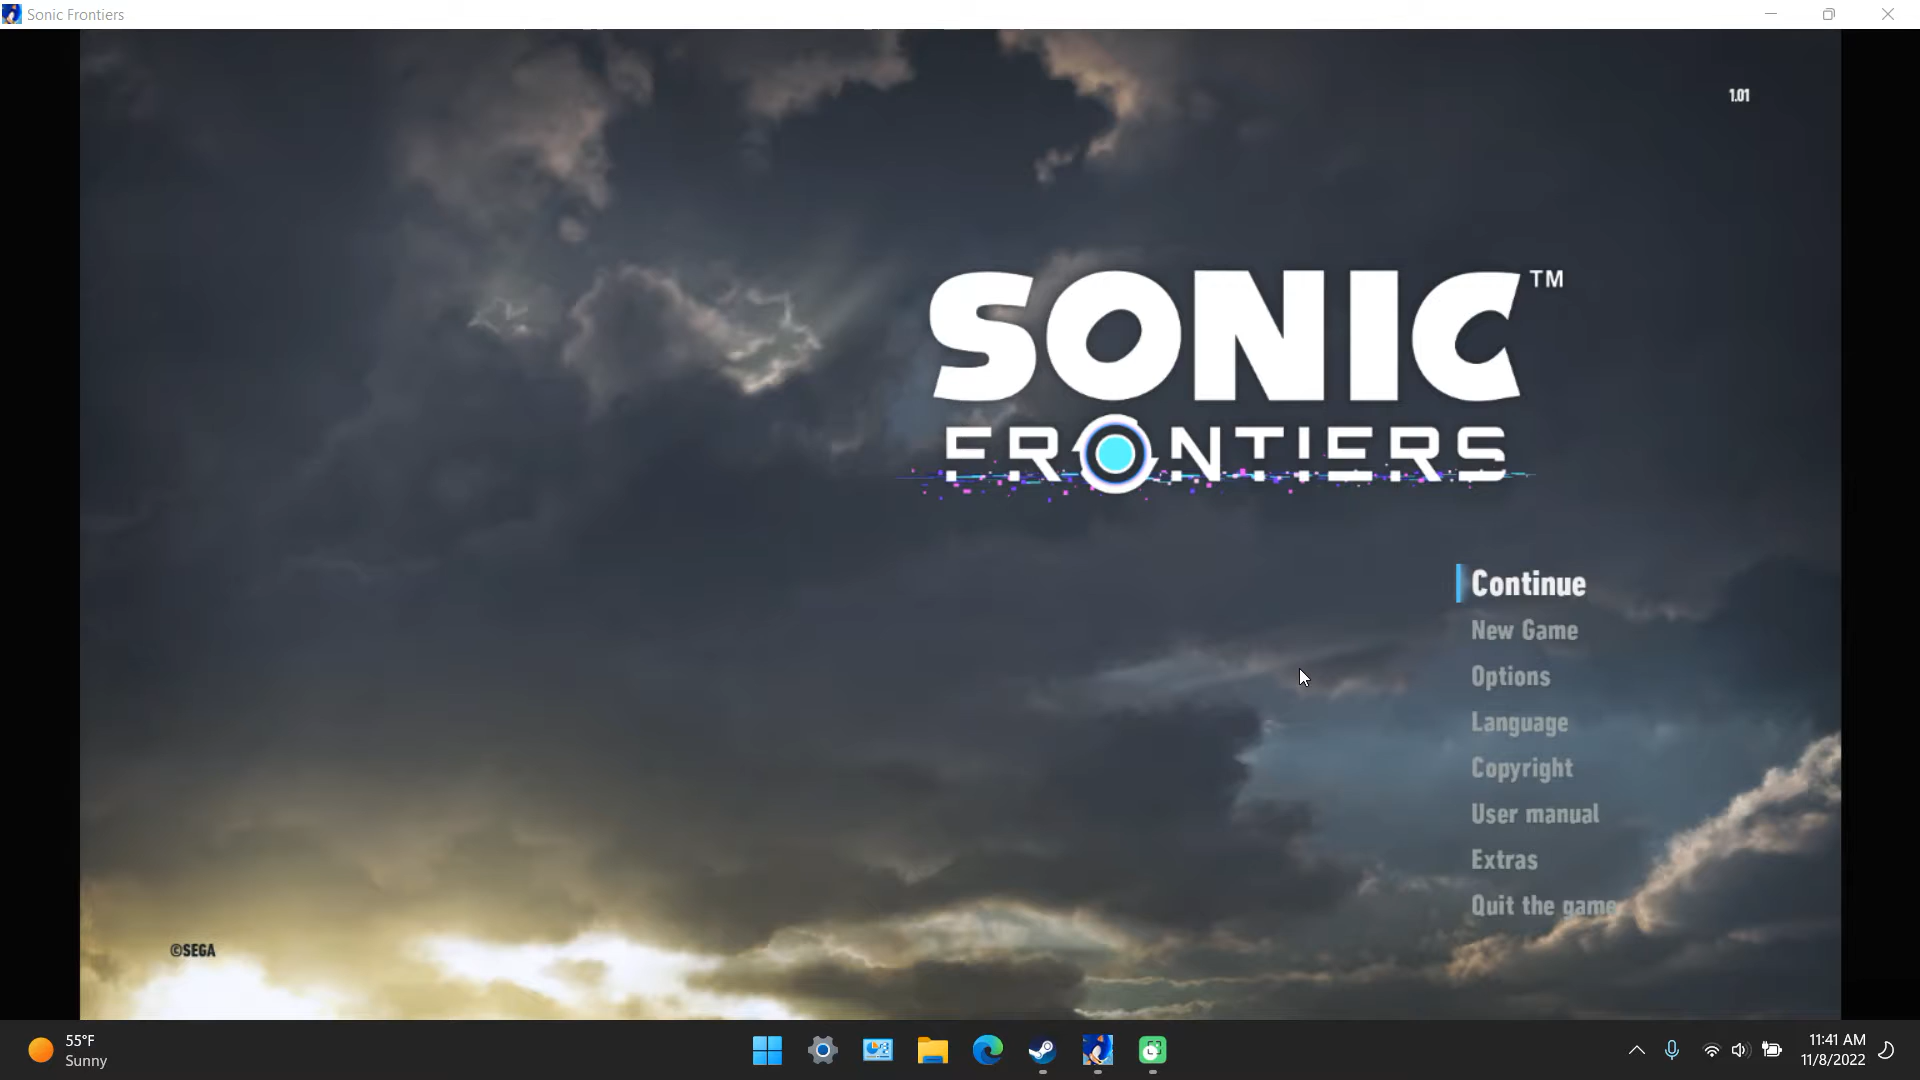 Sonic Frontiers
1.01
SONIC™
FRONTIERS
Continue
New Game
Options
Language
Copyright
User manual
Extras
Quit the game
©SEGA
55°F
Sunny
11:41 AM
11/8/2022